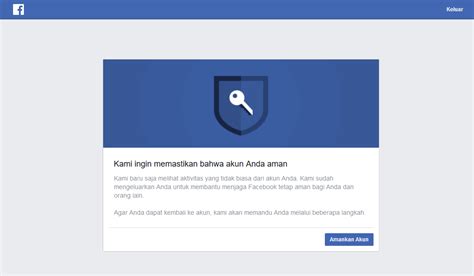 Keluar
Kami ingin memastikan bahwa akun Anda aman
Kami baru saja melihat aktivitas yang tidak biasa dari akun Anda. Kami sudah
mengeluarkan Anda untuk membantu menjaga Facebook tetap aman bagi Anda dan
orang lain.
Agar Anda dapat kembali ke akun, kami akan memandu Anda melalui beberapa langkah.
Amankan Akun